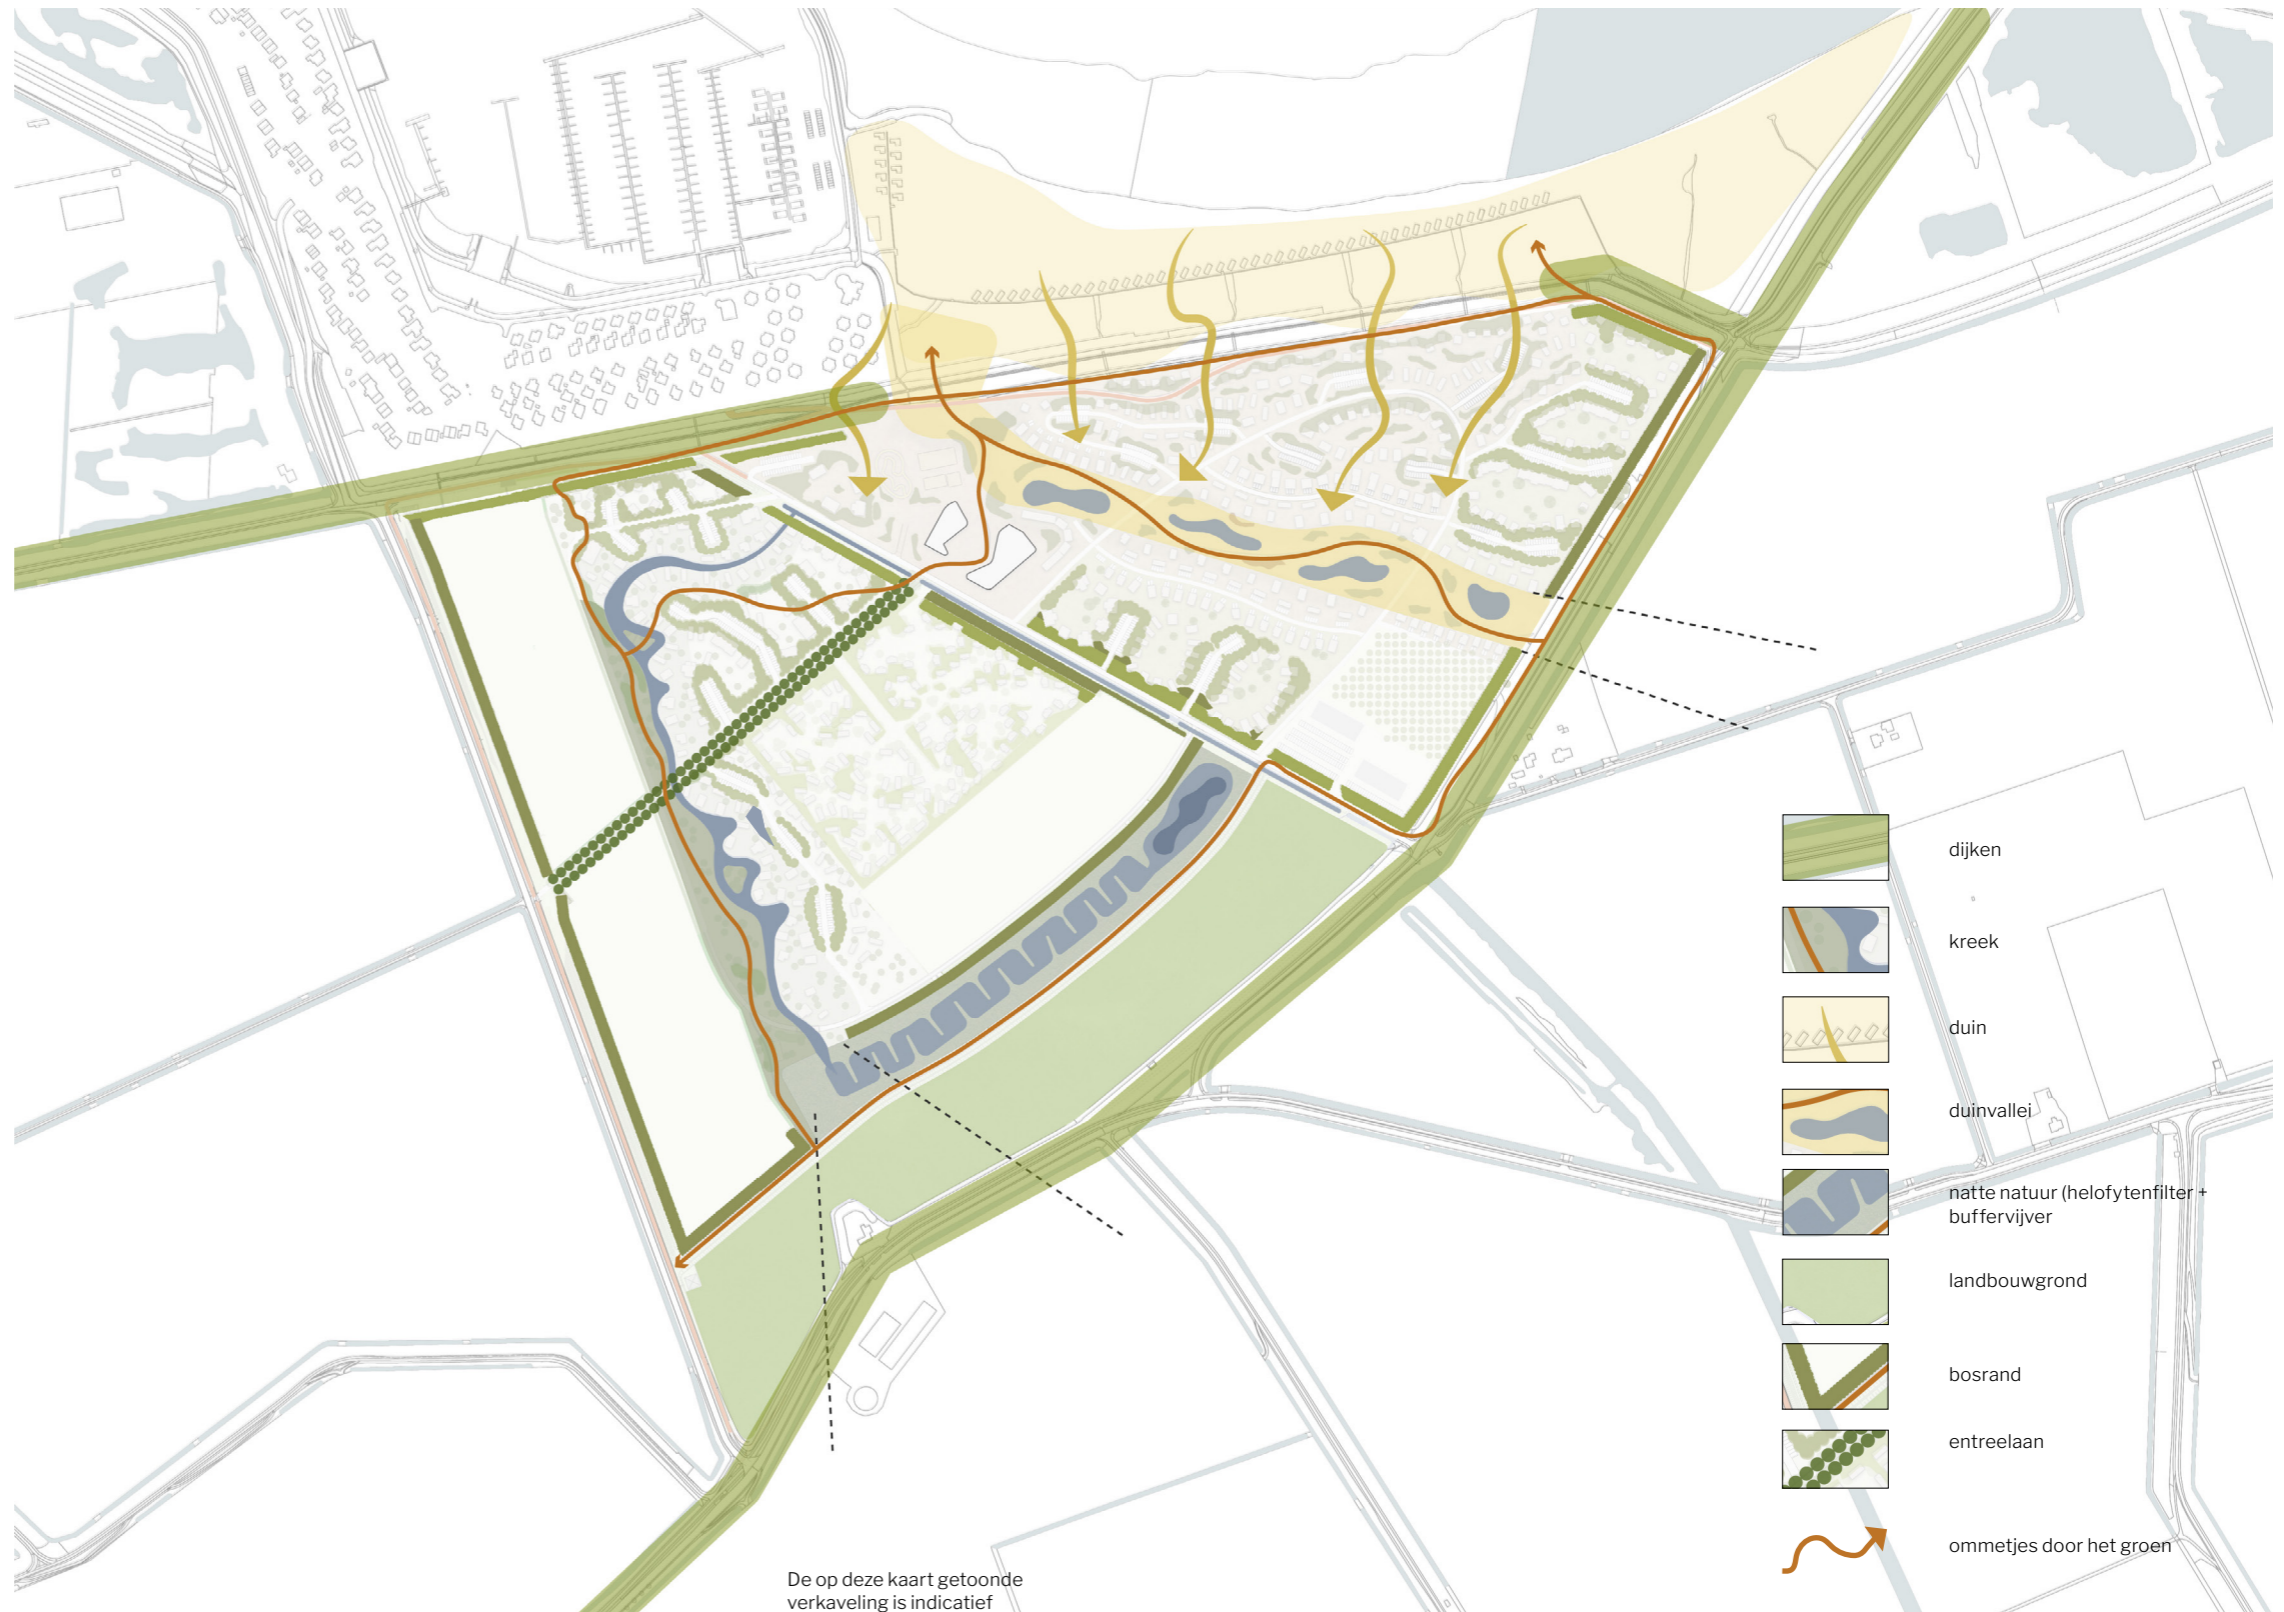 dijken
kreek
duin
duinvallei
natte natuur (helofytenfilter +
buffervijver
landbouwgrond
bosrand
entreelaan
ommetjes door het groen
De op deze kaart getoonde
verkaveling is indicatief